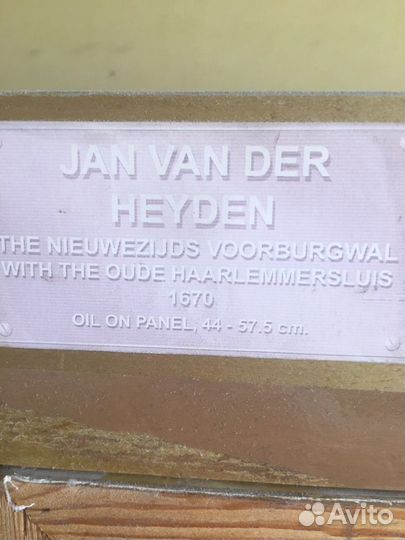 JAN VAN DER
HEYDEN
THE NIEUWEZIJDS VOORBURGWAL
WITH THE OUDE HAARLEMMERSLUIS
1670
OIL ON PANEL, 44 - 57.5 cm.
Avito